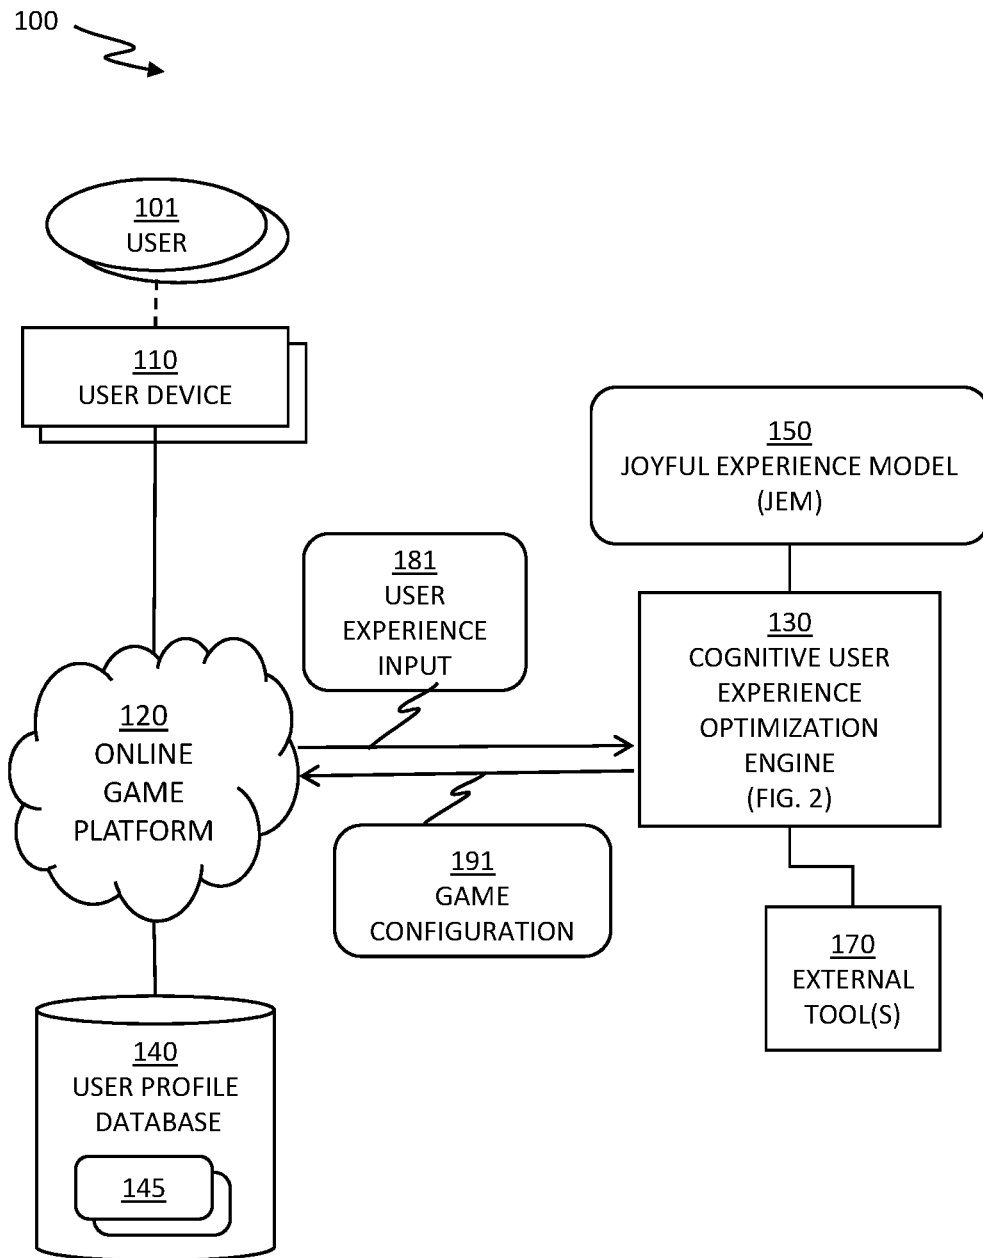 100
101
USER
110
USER DEVICE
150
JOYFUL EXPERIENCE MODEL
(JEM)
181
USER
EXPERIENCE
INPUT
130
COGNITIVE USER
EXPERIENCE
OPTIMIZATION
ENGINE
(FIG. 2)
120
ONLINE
GAME
PLATFORM
191
GAME
CONFIGURATION
170
EXTERNAL
TOOL(S)
140
USER PROFILE
DATABASE
145